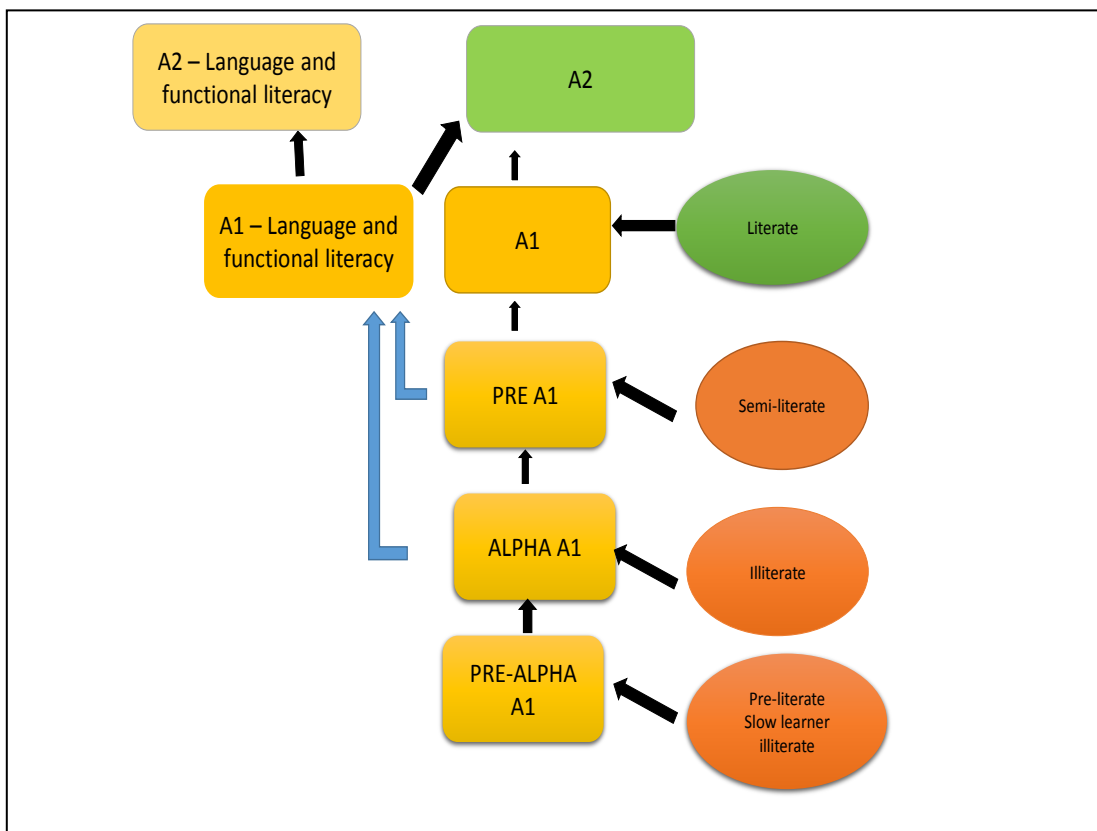 A2 – Language and
functional literacy
A2
A1 – Language and
functional literacy
A1
Literate
PRE A1
Semi-literate
ALPHA A1
Illiterate
PRE-ALPHA
A1
Pre-literate
Slow learner
illiterate